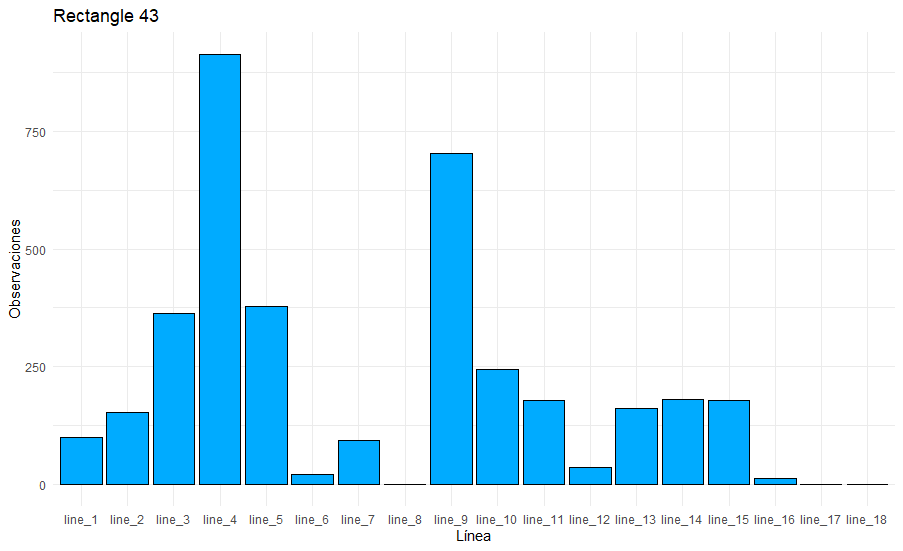 Rectangle 43
Observaciones
750
500
250
0
line_1 line_2 line_3 line_4 line_5 line_6 line_7 line_8 line_9 line_10 line_11 line_12 line_13 line_14 line_15 line_16 line_17 line_18
Línea